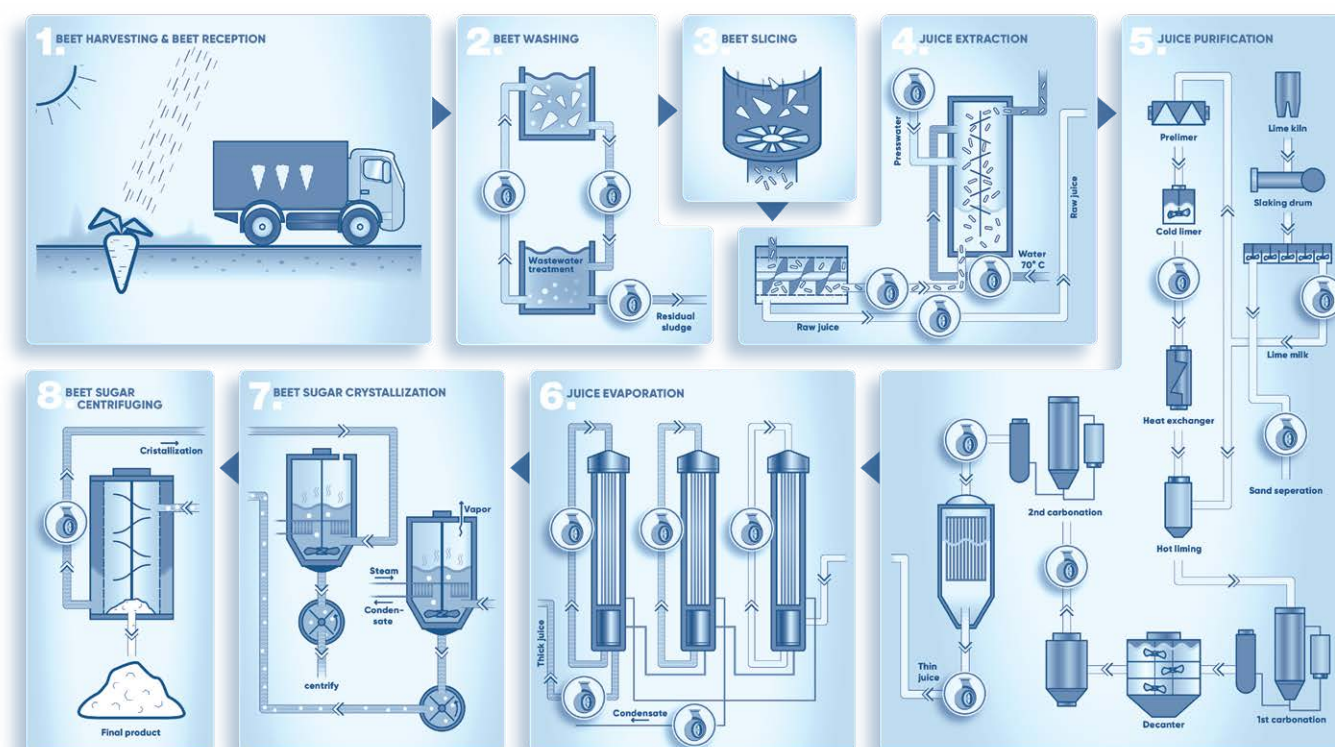 1. BEET HARVESTING & BEET RECEPTION
2. BEET WASHING
Wastewater
treatment
Residual
sludge
3. BEET SLICING
4. JUICE EXTRACTION
Presswater
Raw juice
Water
70° C
Raw juice
5. JUICE PURIFICATION
Prelimer
Lime kiln
Slaking drum
Cold limer
Lime milk
Heat exchanger
Sand seperation
Hot liming
2nd carbonation
Thin
juice
Decanter
1st carbonation
6. JUICE EVAPORATION
Thick juice
Condensate
7. BEET SUGAR CRYSTALLIZATION
Vapor
Steam
Conden-
sate
centrify
8. BEET SUGAR
CENTRIFUGING
Cristallization
Final product